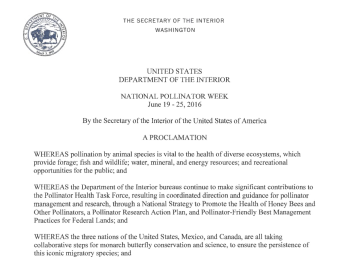 THE SECRETARY OF THE INTERIOR
WASHINGTON
UNITED STATES
DEPARTMENT OF THE INTERIOR
NATIONAL POLLINATOR WEEK
June 19 - 25, 2016
By the Secretary of the Interior of the United States of America
A PROCLAMATION
WHEREAS pollination by animal species is vital to the health of diverse ecosystems, which
provide forage; fish and wildlife; water, mineral, and energy resources; and recreational
opportunities for the public; and
WHEREAS the Department of the Interior bureaus continue to make significant contributions to
the Pollinator Health Task Force, resulting in coordinated direction and guidance for pollinator
management and research, through a National Strategy to Promote the Health of Honey Bees and
Other Pollinators, a Pollinator Research Action Plan, and Pollinator-Friendly Best Management
Practices for Federal Lands; and
WHEREAS the three nations of the United States, Mexico, and Canada, are all taking
collaborative steps for monarch butterfly conservation and science, to ensure the persistence of
this iconic migratory species; and